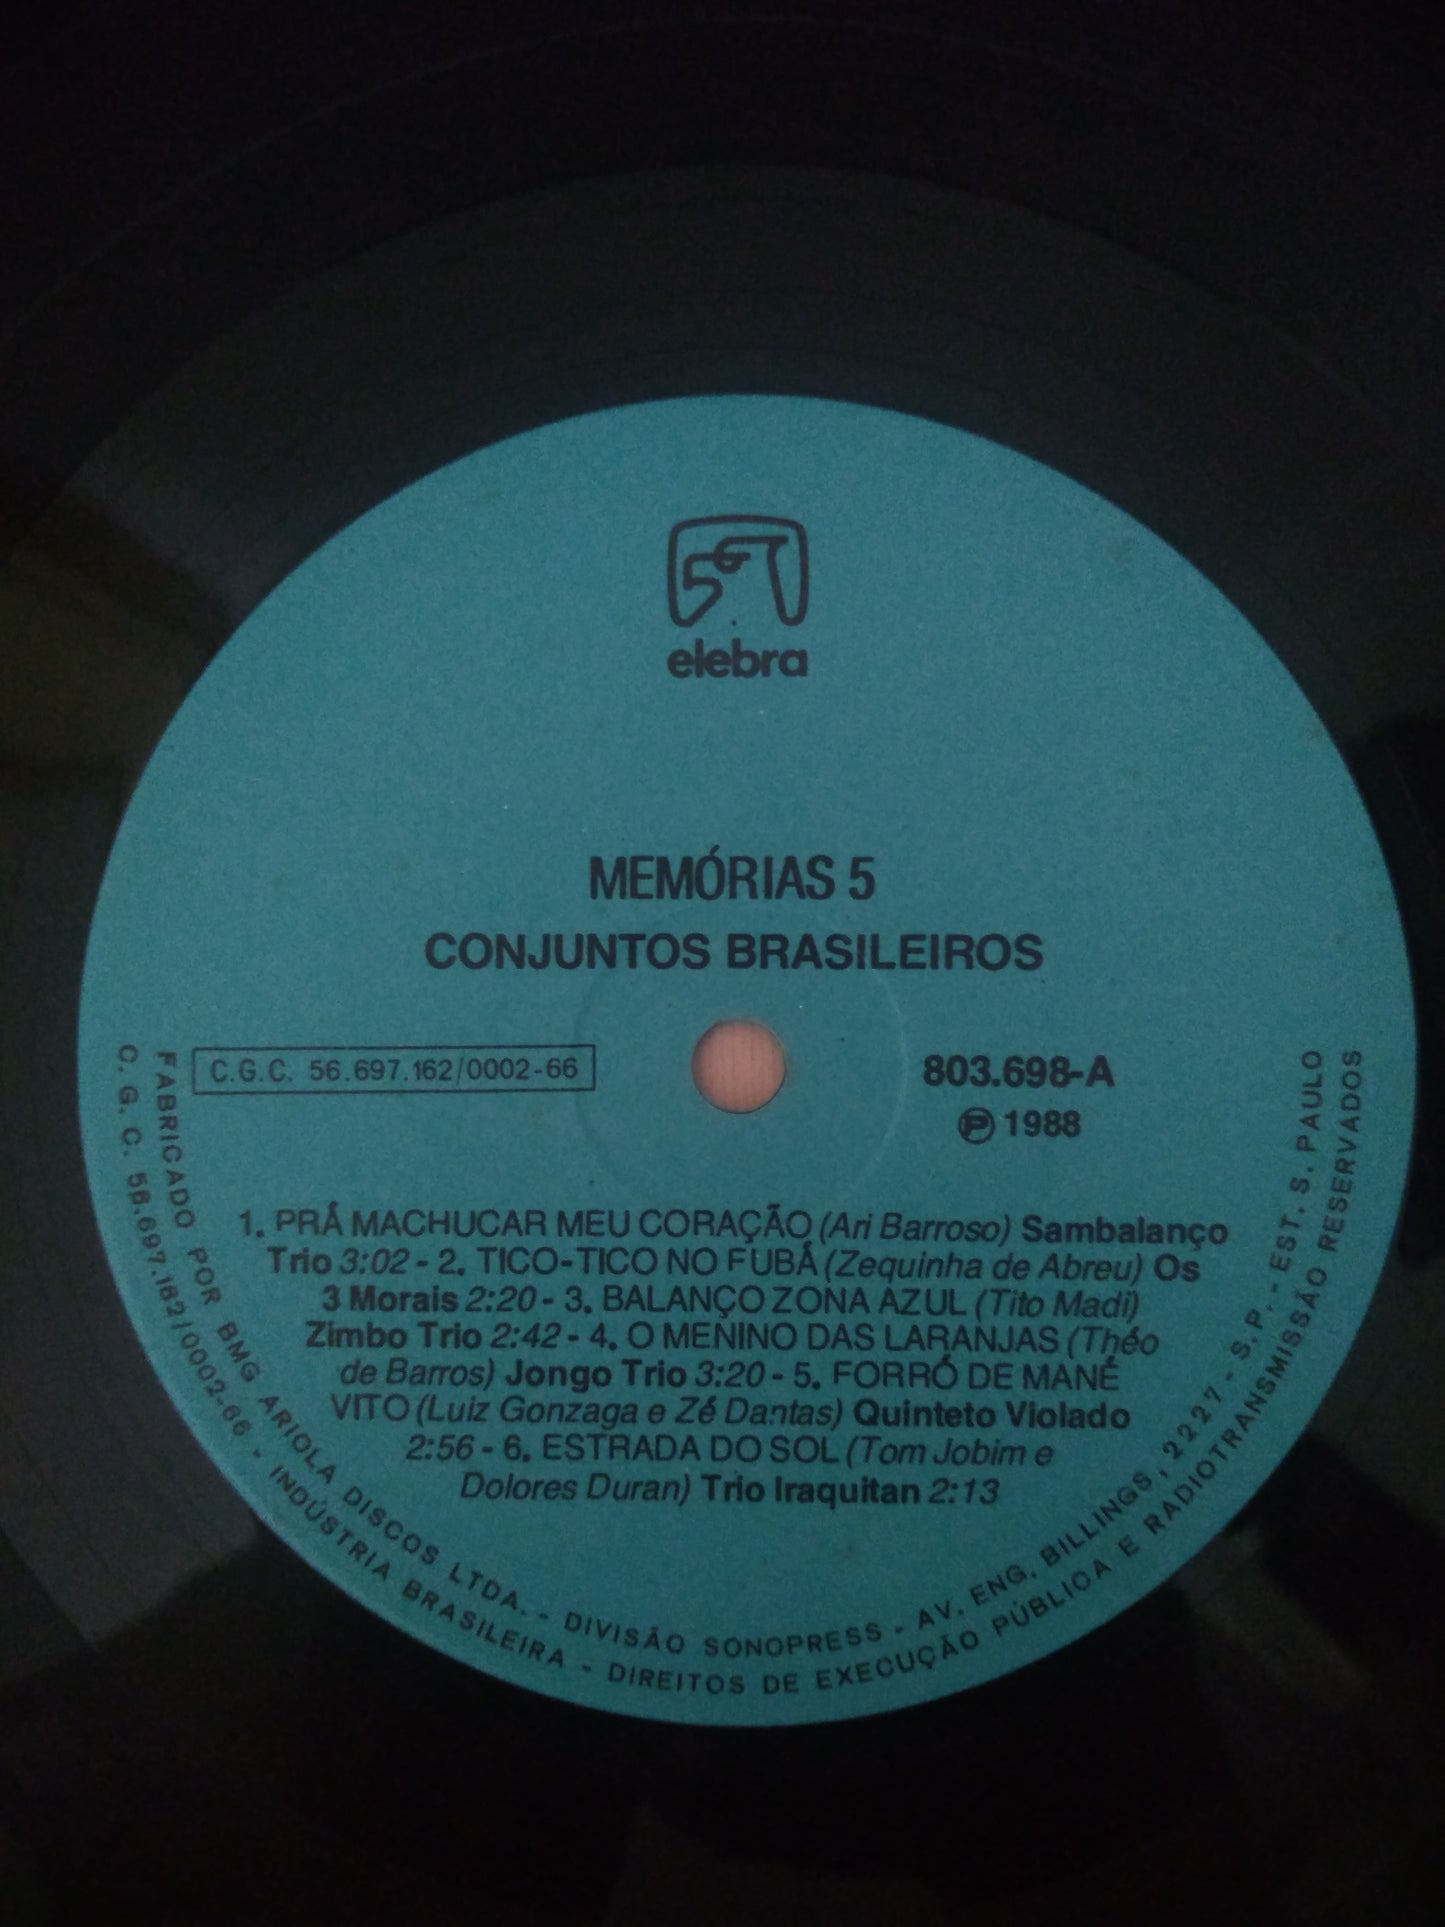 elebra
MEMÓRIAS 5
CONJUNTOS BRASILEIROS
C.G.C. 56.697.162/0002-66
803.698-A
Ⓟ 1988
1. PRÁ MACHUCAR MEU CORAÇÃO (Ari Barroso) Sambalanço
Trio 3:02 - 2. TICO-TICO NO FUBÁ (Zequinha de Abreu) Os
3 Morais 2:20 - 3. BALANÇO ZONA AZUL (Tito Madi)
Zimbo Trio 2:42 - 4. O MENINO DAS LARANJAS (Théo
de Barros) Jongo Trio 3:20 - 5. FORRÓ DE MANÉ
VITO (Luiz Gonzaga e Zé Dantas) Quinteto Violado
2:56 - 6. ESTRADA DO SOL (Tom Jobim e
Dolores Duran) Trio Iraquitan 2:13
FABRICADO POR BMG ARIOLA DISCOS LTDA. - DIVISÃO SONOPRESS - AV. ENG. BILLINGS, 2227 - S.P. - EST. S. PAULO
C. G. C. 56.697.162/0002-66 - INDÚSTRIA BRASILEIRA - DIREITOS DE EXECUÇÃO PÚBLICA E RADIOTRANSMISSÃO RESERVADOS